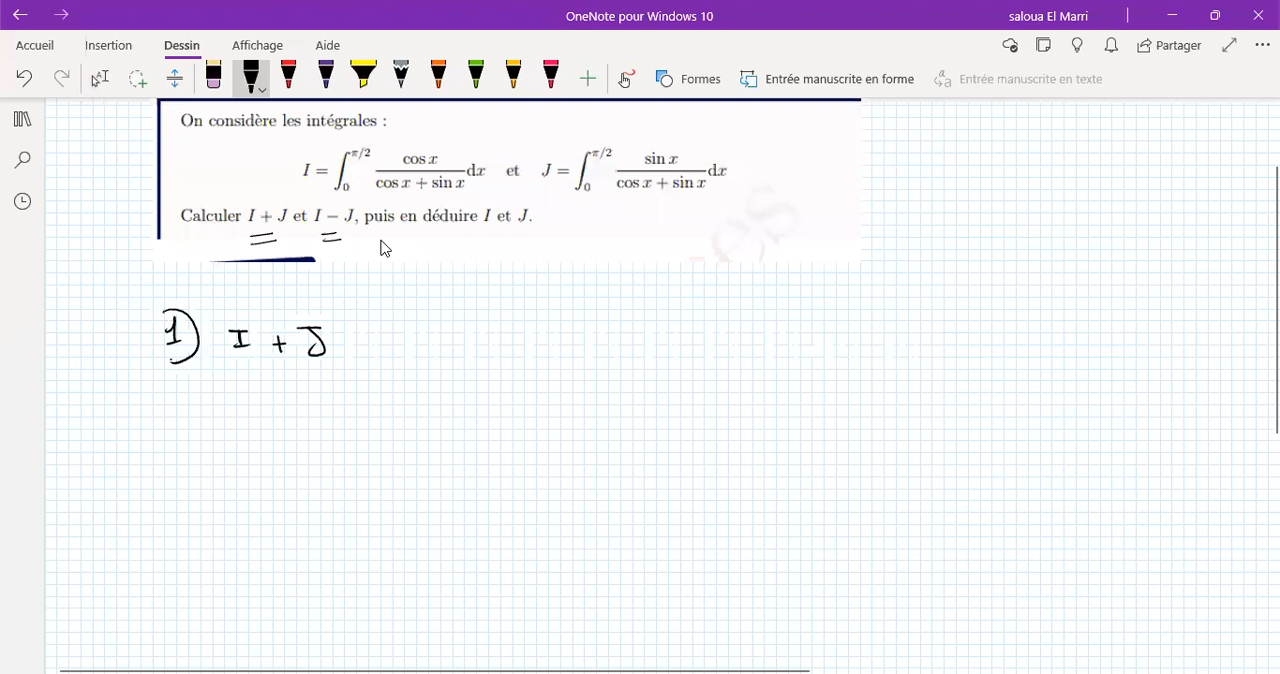 OneNote pour Windows 10
saloua El Marri
Accueil Insertion Dessin Affichage Aide
Partager
Formes Entrée manuscrite en forme Entrée manuscrite en texte
On considère les intégrales :
I = ∫₀^{π/2} cos x / (cos x + sin x) dx et J = ∫₀^{π/2} sin x / (cos x + sin x) dx
Calculer I + J et I − J, puis en déduire I et J.
1) I + J